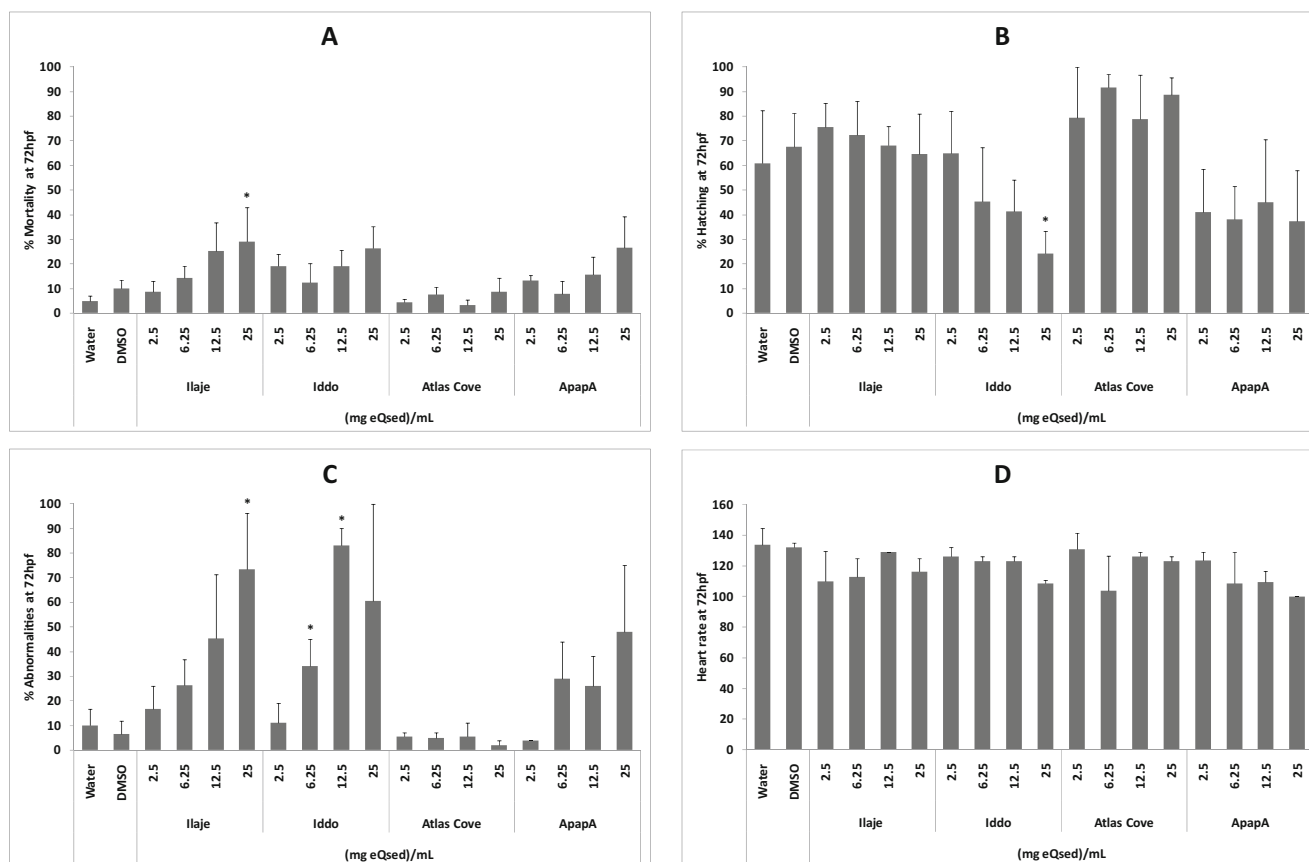 A
% Mortality at 72hpf
100
90
80
70
60
50
40
30
20
10
0
*
Water DMSO 2.5 6.25 12.5 25 2.5 6.25 12.5 25 2.5 6.25 12.5 25 2.5 6.25 12.5 25
Ilaje Iddo Atlas Cove ApapA
(mg eQsed)/mL
B
% Hatching at 72hpf
100
90
80
70
60
50
40
30
20
10
0
*
Water DMSO 2.5 6.25 12.5 25 2.5 6.25 12.5 25 2.5 6.25 12.5 25 2.5 6.25 12.5 25
Ilaje Iddo Atlas Cove ApapA
(mg eQsed)/mL
C
% Abnormalities at 72hpf
100
90
80
70
60
50
40
30
20
10
0
* * *
Water DMSO 2.5 6.25 12.5 25 2.5 6.25 12.5 25 2.5 6.25 12.5 25 2.5 6.25 12.5 25
Ilaje Iddo Atlas Cove ApapA
(mg eQsed)/mL
D
Heart rate at 72hpf
160
140
120
100
80
60
40
20
0
Water DMSO 2.5 6.25 12.5 25 2.5 6.25 12.5 25 2.5 6.25 12.5 25 2.5 6.25 12.5 25
Ilaje Iddo Atlas Cove ApapA
(mg eQsed)/mL